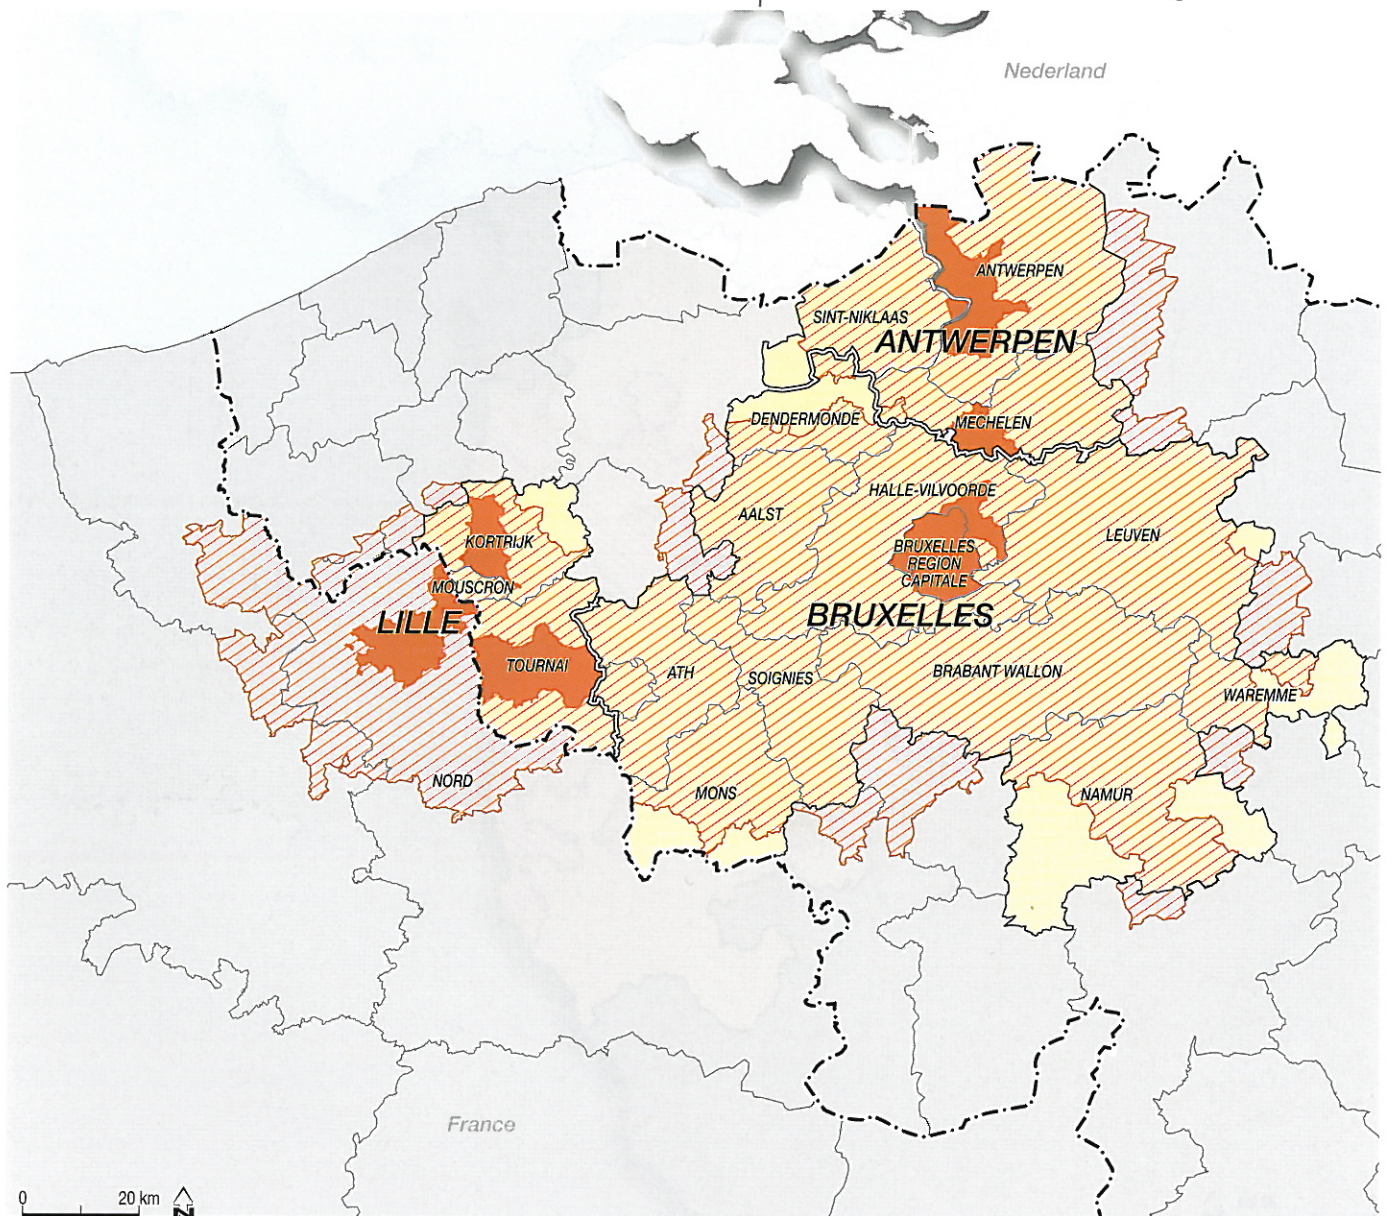 Nederland
ANTWERPEN
SINT-NIKLAAS
ANTWERPEN
DENDERMONDE
MECHELEN
HALLE-VILVOORDE
AALST
LEUVEN
KORTRIJK
BRUXELLES
REGION
CAPITALE
MOUSCRON
LILLE
BRUXELLES
TOURNAI
ATH
SOIGNIES
BRABANT WALLON
WAREMME
NORD
MONS
NAMUR
France
0 20 km
N